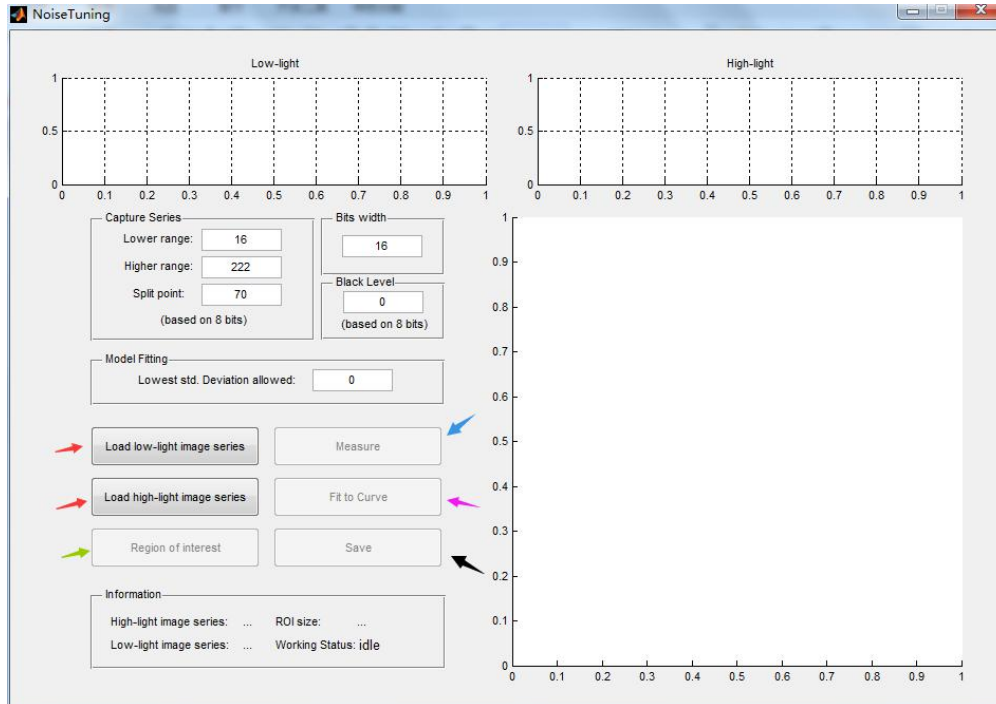 NoiseTuning
Low-light
High-light
1
0.5
0
0 0.1 0.2 0.3 0.4 0.5 0.6 0.7 0.8 0.9 1
1
0.5
0
0 0.1 0.2 0.3 0.4 0.5 0.6 0.7 0.8 0.9 1
Capture Series
Lower range: 16
Higher range: 222
Split point: 70
(based on 8 bits)
Bits width
16
Black Level
0
(based on 8 bits)
Model Fitting
Lowest std. Deviation allowed: 0
Load low-light image series
Measure
Load high-light image series
Fit to Curve
Region of interest
Save
Information
High-light image series: ... ROI size: ...
Low-light image series: ... Working Status: idle
1
0.9
0.8
0.7
0.6
0.5
0.4
0.3
0.2
0.1
0
0 0.1 0.2 0.3 0.4 0.5 0.6 0.7 0.8 0.9 1